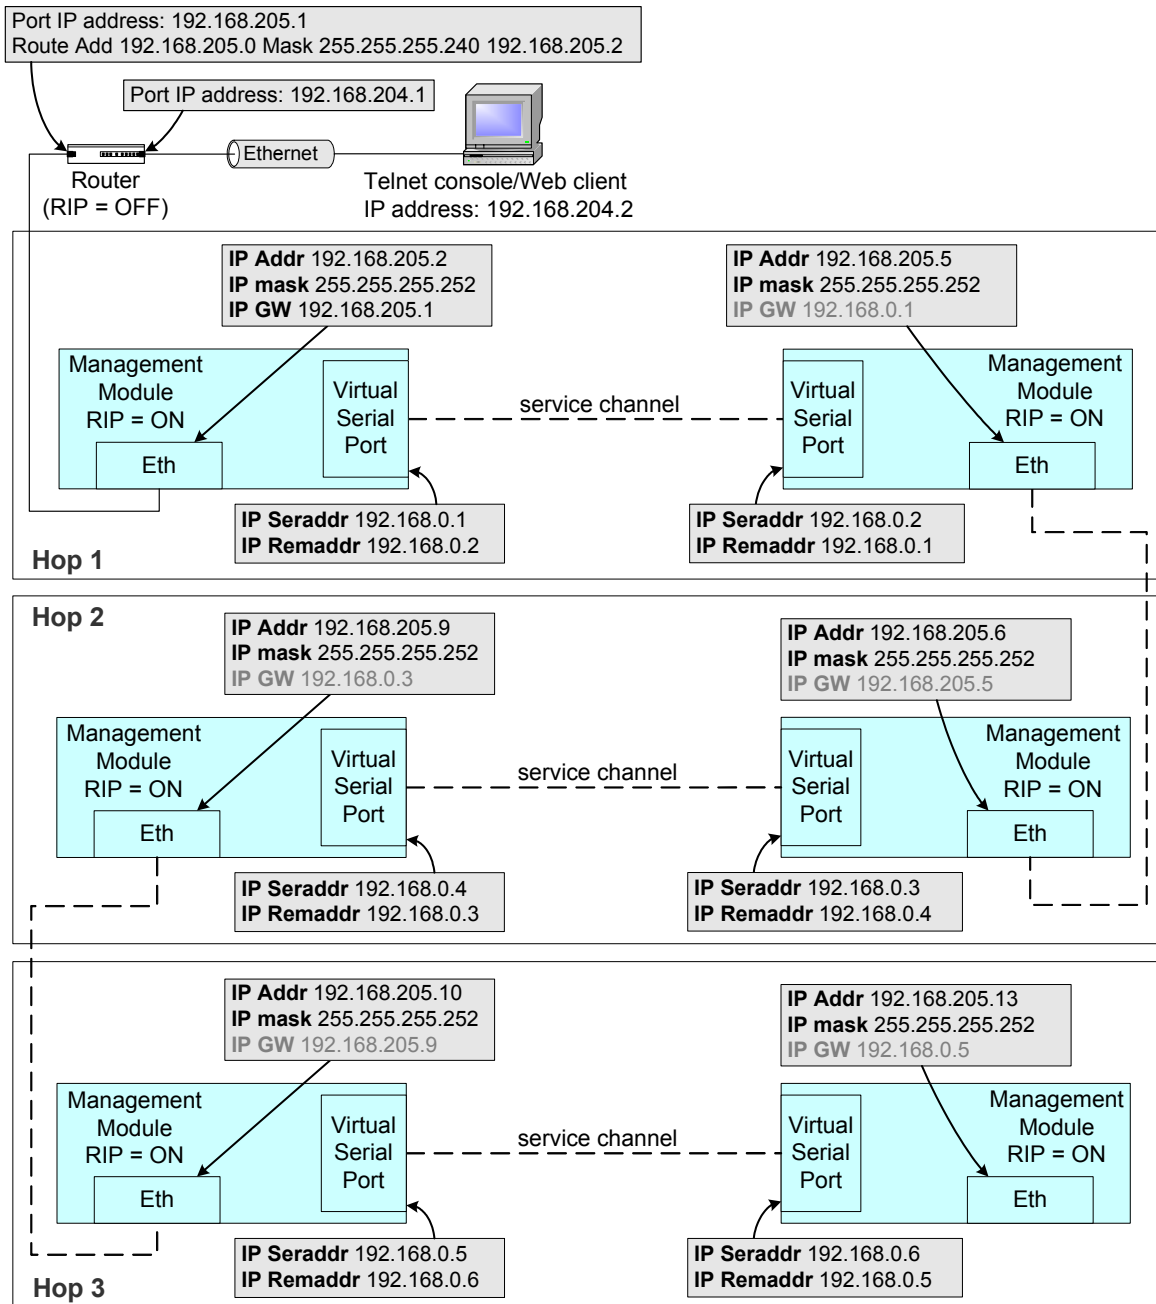 Port IP address: 192.168.205.1
Route Add 192.168.205.0 Mask 255.255.255.240 192.168.205.2
Port IP address: 192.168.204.1
Ethernet
Router
(RIP = OFF)
Telnet console/Web client
IP address: 192.168.204.2
IP Addr 192.168.205.2
IP mask 255.255.255.252
IP GW 192.168.205.1
IP Addr 192.168.205.5
IP mask 255.255.255.252
IP GW 192.168.0.1
Management
Module
RIP = ON
Eth
Virtual
Serial
Port
service channel
Virtual
Serial
Port
Management
Module
RIP = ON
Eth
IP Seraddr 192.168.0.1
IP Remaddr 192.168.0.2
IP Seraddr 192.168.0.2
IP Remaddr 192.168.0.1
Hop 1
Hop 2
IP Addr 192.168.205.9
IP mask 255.255.255.252
IP GW 192.168.0.3
IP Addr 192.168.205.6
IP mask 255.255.255.252
IP GW 192.168.205.5
Management
Module
RIP = ON
Eth
Virtual
Serial
Port
service channel
Virtual
Serial
Port
Management
Module
RIP = ON
Eth
IP Seraddr 192.168.0.4
IP Remaddr 192.168.0.3
IP Seraddr 192.168.0.3
IP Remaddr 192.168.0.4
IP Addr 192.168.205.10
IP mask 255.255.255.252
IP GW 192.168.205.9
IP Addr 192.168.205.13
IP mask 255.255.255.252
IP GW 192.168.0.5
Management
Module
RIP = ON
Eth
Virtual
Serial
Port
service channel
Virtual
Serial
Port
Management
Module
RIP = ON
Eth
IP Seraddr 192.168.0.5
IP Remaddr 192.168.0.6
IP Seraddr 192.168.0.6
IP Remaddr 192.168.0.5
Hop 3